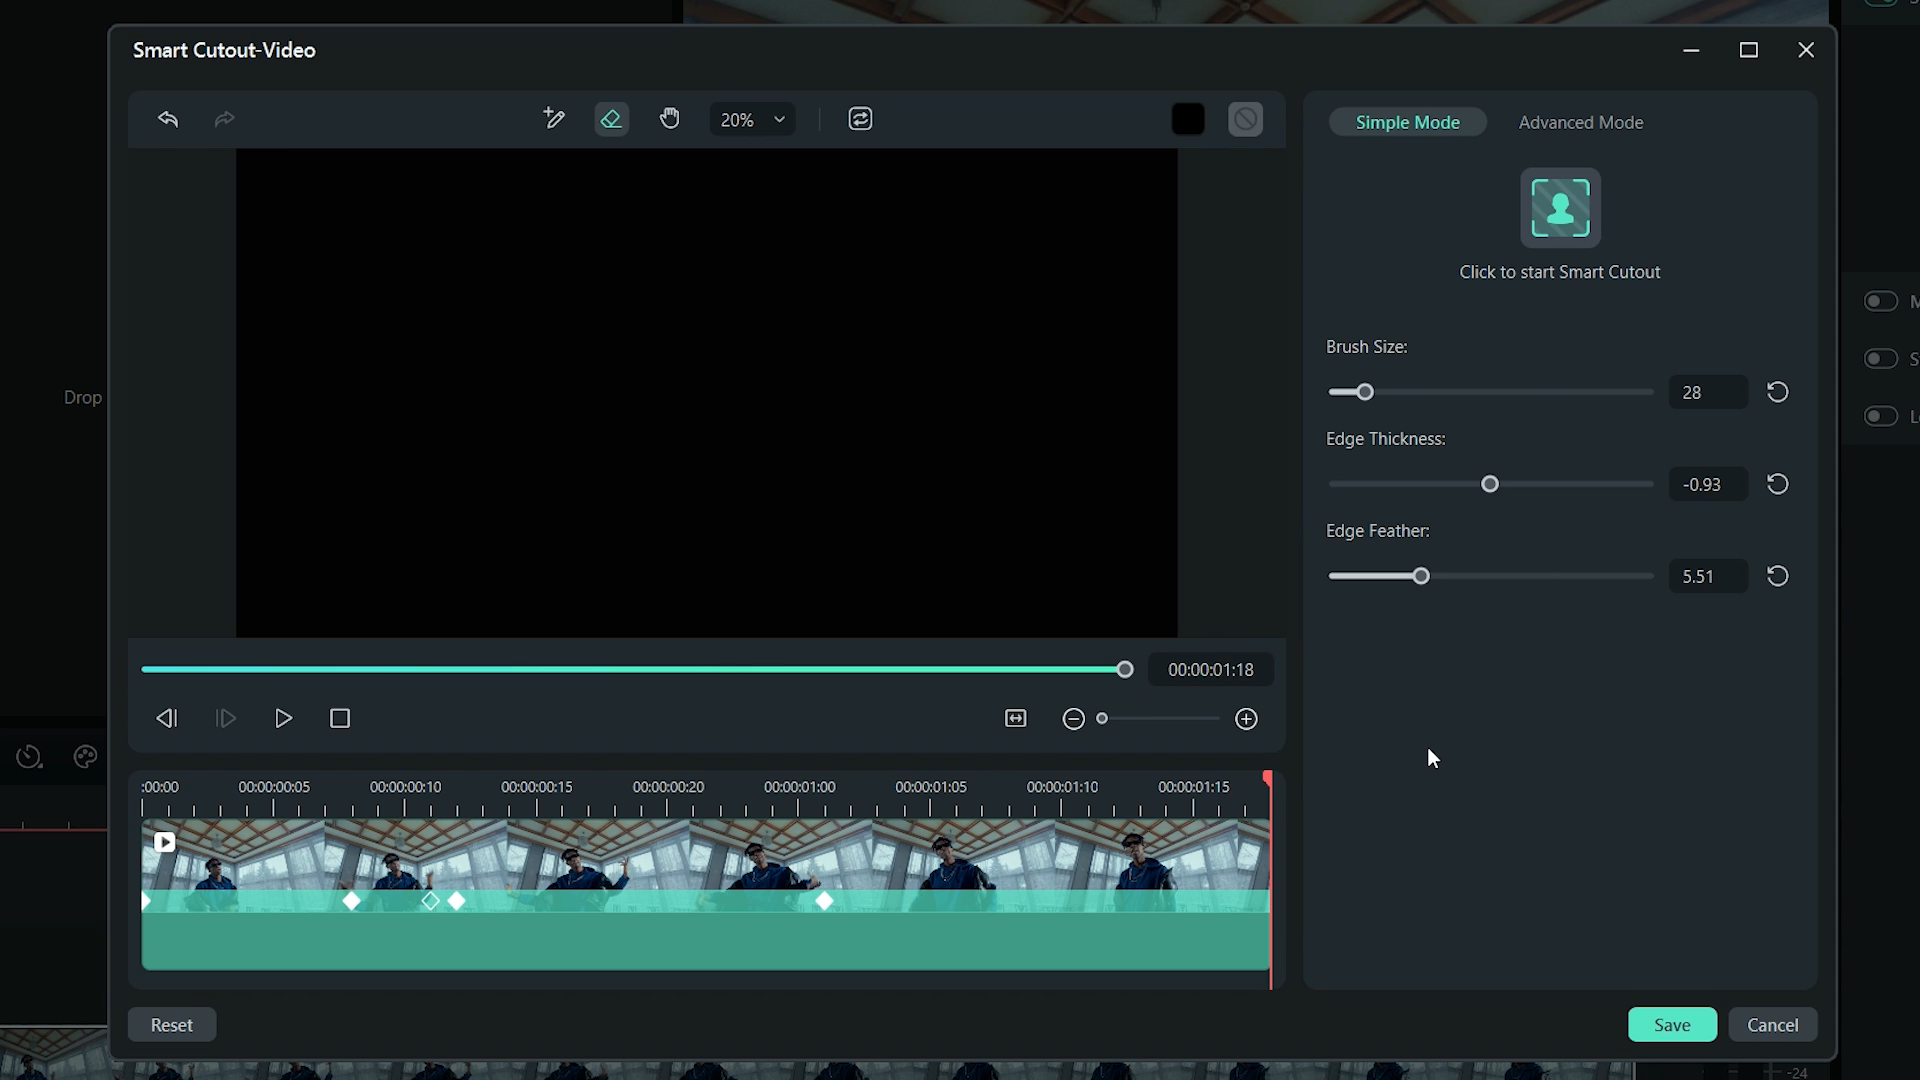 Smart Cutout-Video
20%
Simple Mode
Advanced Mode
Click to start Smart Cutout
Brush Size:
28
Edge Thickness:
-0.93
Edge Feather:
5.51
Drop
00:00:01:18
:00:00
00:00:00:05
00:00:00:10
00:00:00:15
00:00:00:20
00:00:01:00
00:00:01:05
00:00:01:10
00:00:01:15
Reset
Save
Cancel
-24